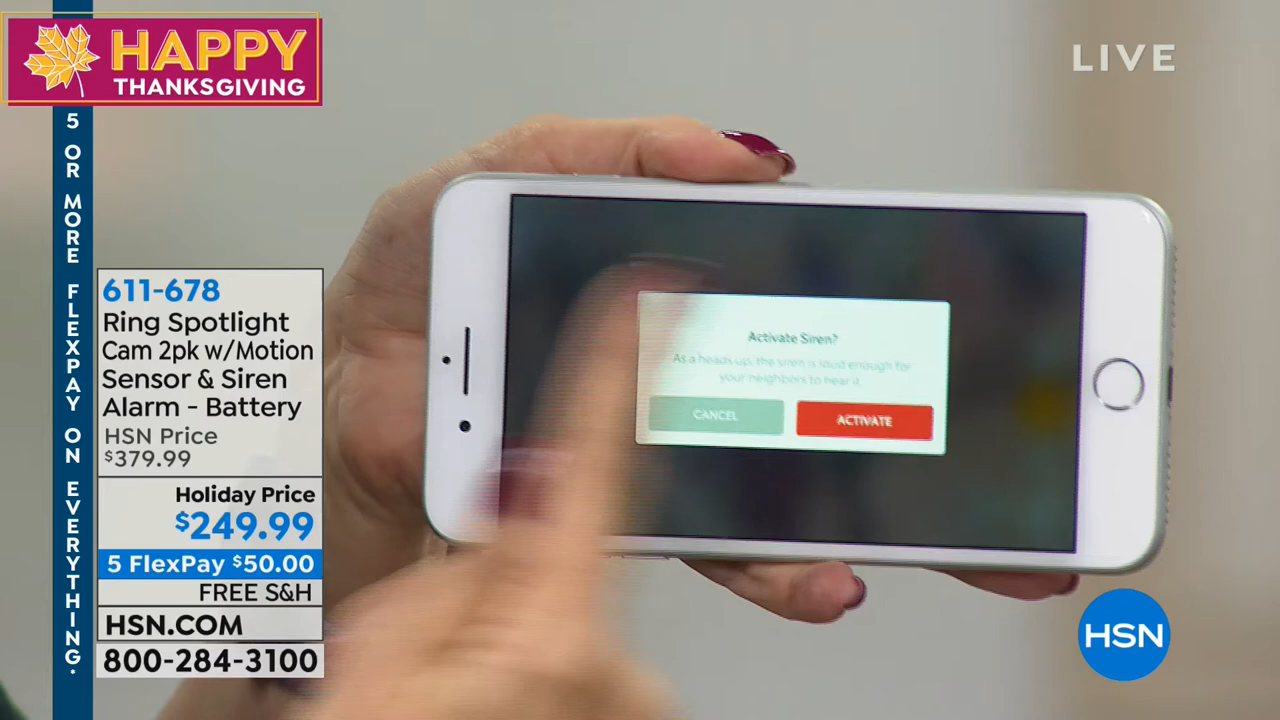 HAPPY
THANKSGIVING
LIVE
5 OR MORE FLEXPAY ON EVERYTHING.
611-678
Ring Spotlight
Cam 2pk w/Motion
Sensor & Siren
Alarm - Battery
HSN Price
$379.99
Holiday Price
$249.99
5 FlexPay $50.00
FREE S&H
HSN.COM
800-284-3100
Activate Siren?
As a heads up, the siren is loud enough for
your neighbors to hear it.
CANCEL
ACTIVATE
HSN